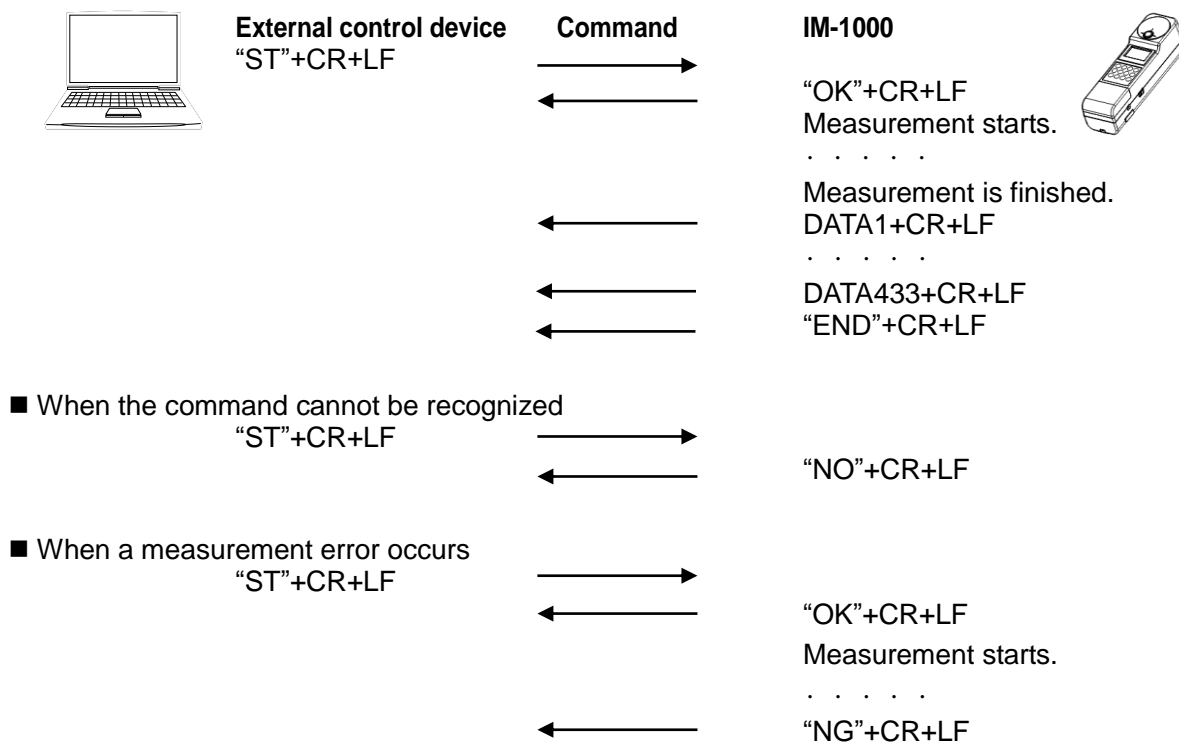 External control device Command IM-1000
“ST”+CR+LF
“OK”+CR+LF
Measurement starts.
· · · · ·
Measurement is finished.
DATA1+CR+LF
· · · · ·
DATA433+CR+LF
“END”+CR+LF
■ When the command cannot be recognized
“ST”+CR+LF
“NO”+CR+LF
■ When a measurement error occurs
“ST”+CR+LF
“OK”+CR+LF
Measurement starts.
· · · · ·
“NG”+CR+LF